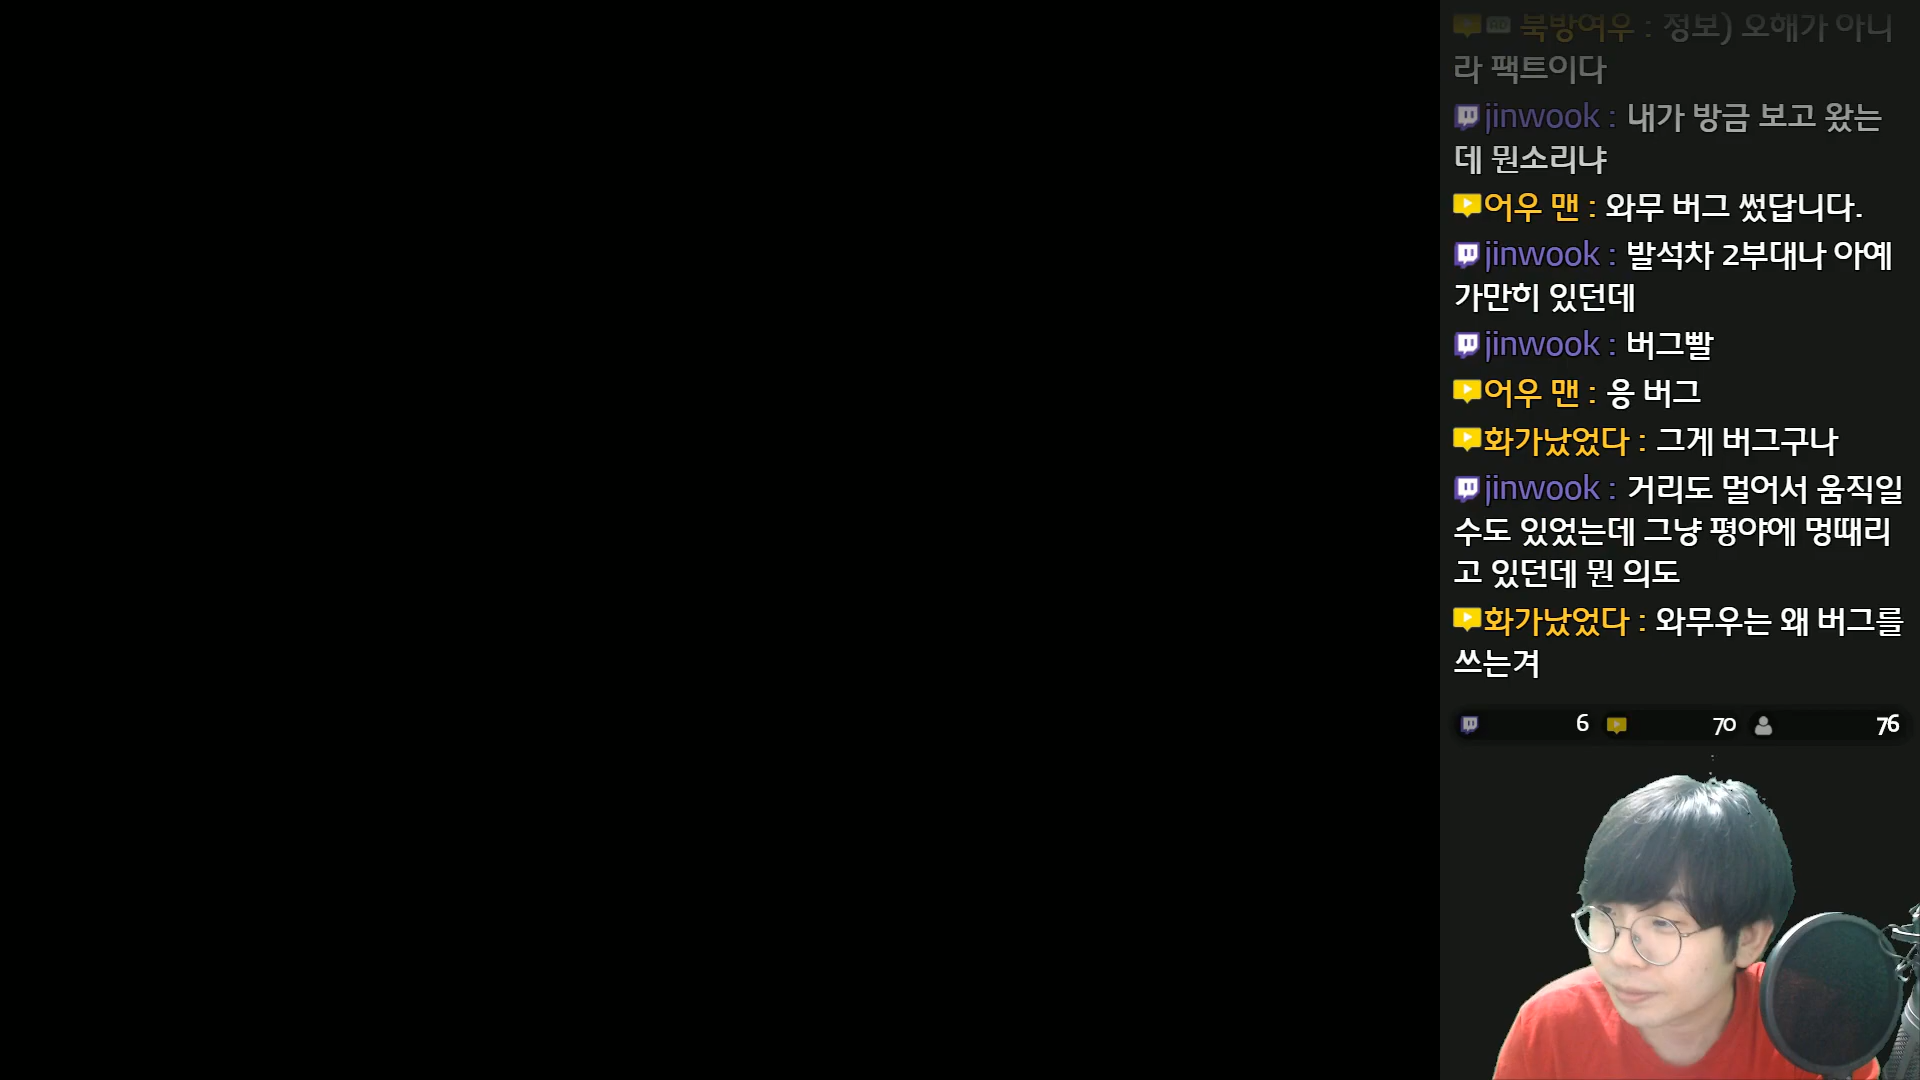 북방여우 : 정보) 오해가 아니
라 팩트이다
jinwook : 내가 방금 보고 왔는
데 뭔소리냐
어우 맨 : 와무 버그 썼답니다.
jinwook : 발석차 2부대나 아예
가만히 있던데
jinwook : 버그빨
어우 맨 : 응 버그
화가났었다 : 그게 버그구나
jinwook : 거리도 멀어서 움직일
수도 있었는데 그냥 평야에 멍때리
고 있던데 뭔 의도
화가났었다 : 와무우는 왜 버그를
쓰는겨
6 70 76